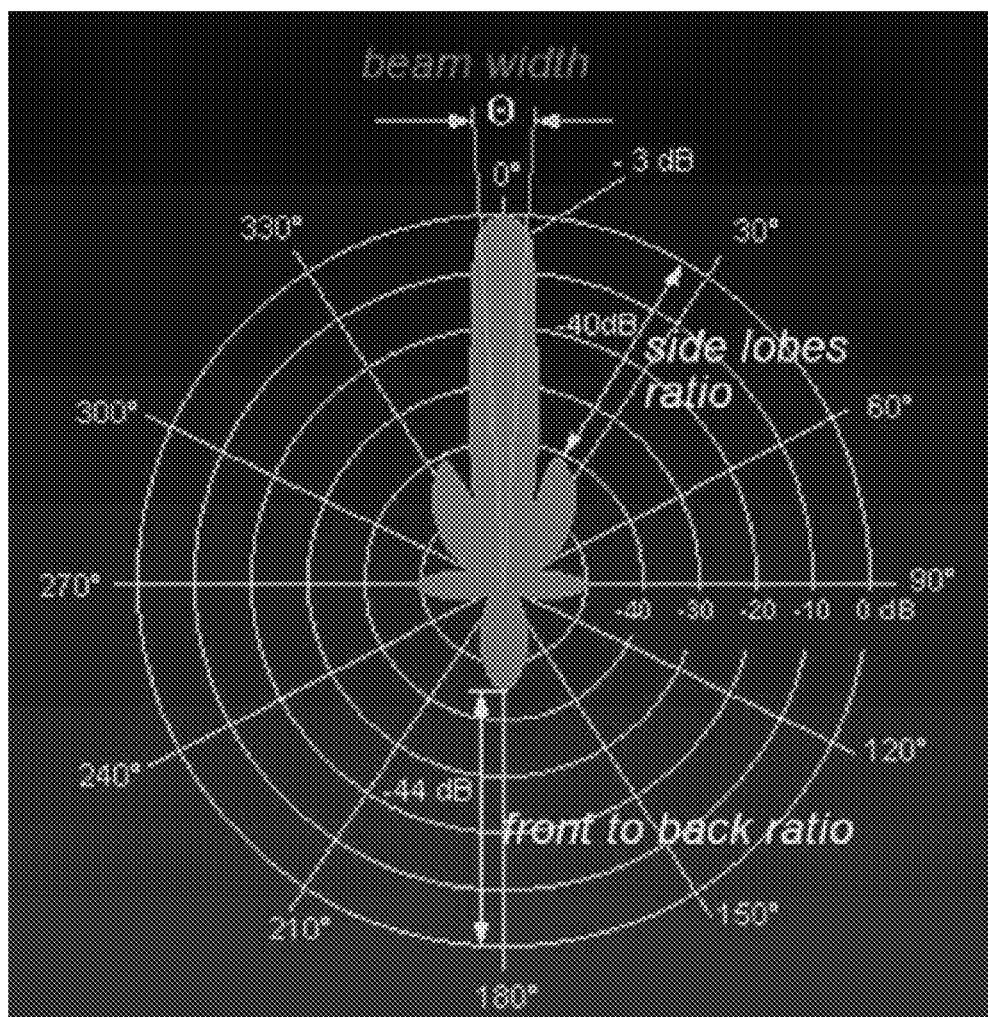 beam width
Θ
0°
- 3 dB
330°
30°
-40dB
side lobes
ratio
300°
60°
270°
90°
-40 -30 -20 -10 0 dB
240°
120°
-44 dB
front to back ratio
210°
150°
180°